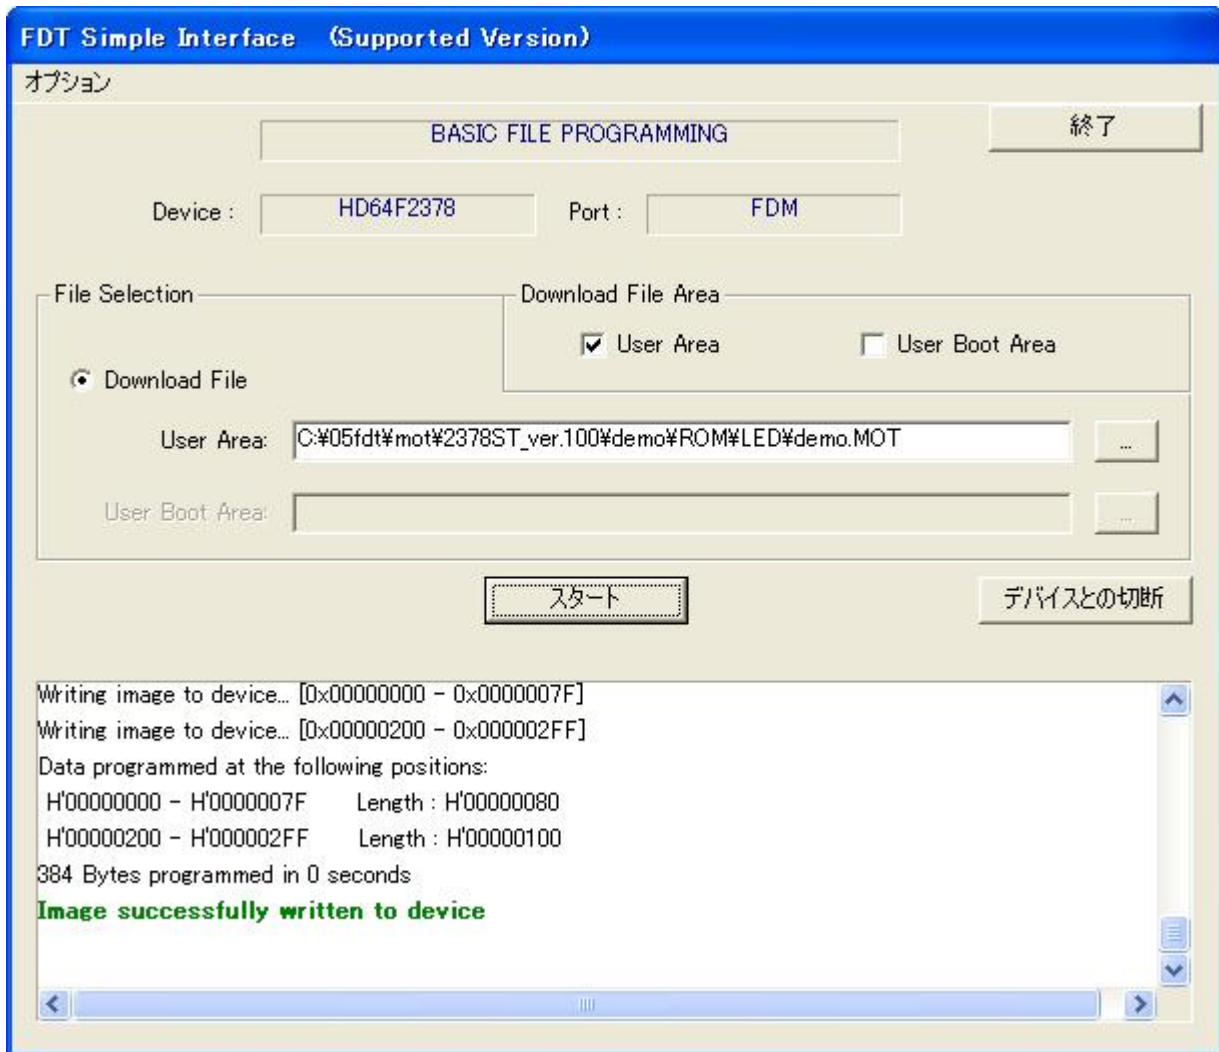 FDT Simple Interface (Supported Version)
オプション
BASIC FILE PROGRAMMING
終了
Device :
HD64F2378
Port :
FDM
File Selection
Download File Area
User Area
User Boot Area
Download File
User Area:
C:¥05fdt¥mot¥2378ST_ver.100¥demo¥ROM¥LED¥demo.MOT
...
User Boot Area:
...
スタート
デバイスとの切断
Writing image to device... [0x00000000 - 0x0000007F]
Writing image to device... [0x00000200 - 0x000002FF]
Data programmed at the following positions:
H'00000000 - H'0000007F Length : H'00000080
H'00000200 - H'000002FF Length : H'00000100
384 Bytes programmed in 0 seconds
Image successfully written to device